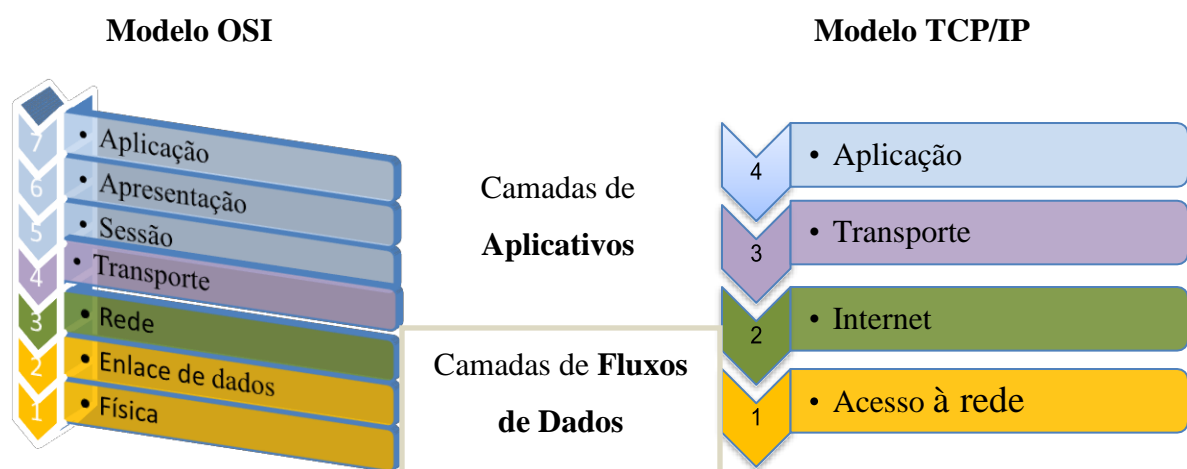 Modelo OSI
7
• Aplicação
6
• Apresentação
5
• Sessão
4
• Transporte
3
• Rede
2
• Enlace de dados
1
• Física
Camadas de
Aplicativos
Camadas de Fluxos
de Dados
Modelo TCP/IP
4
• Aplicação
3
• Transporte
2
• Internet
1
• Acesso à rede